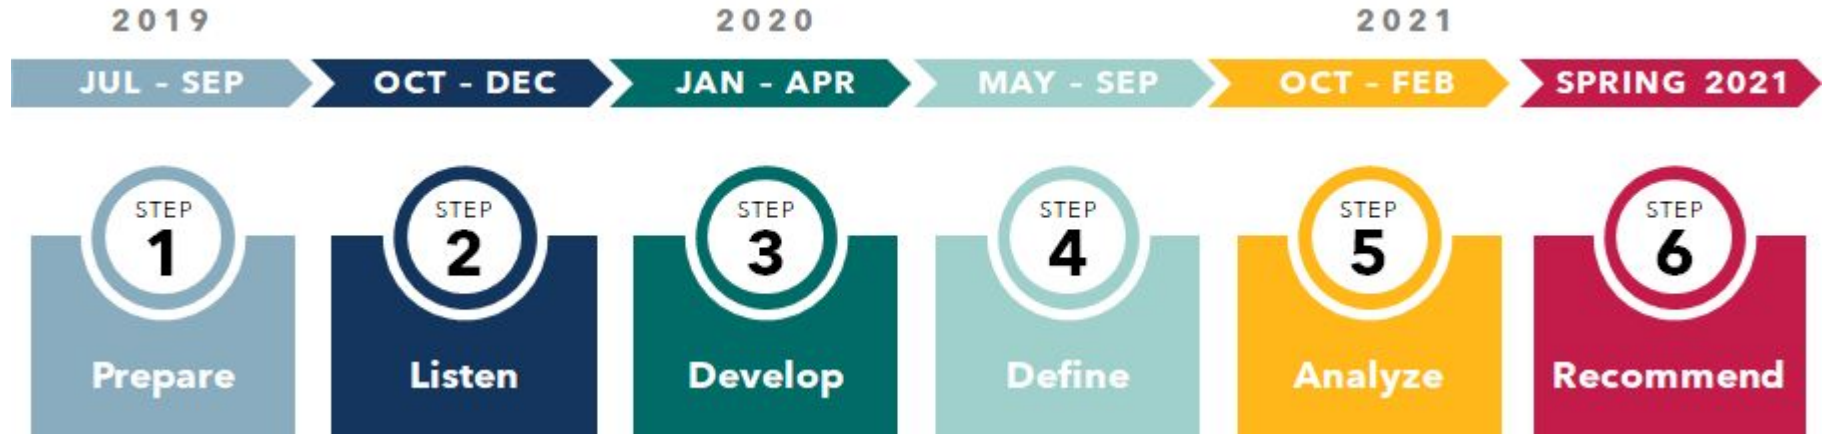 2019 2020 2021
JUL - SEP OCT - DEC JAN - APR MAY - SEP OCT - FEB SPRING 2021
STEP STEP STEP STEP STEP STEP
1 2 3 4 5 6
Prepare Listen Develop Define Analyze Recommend